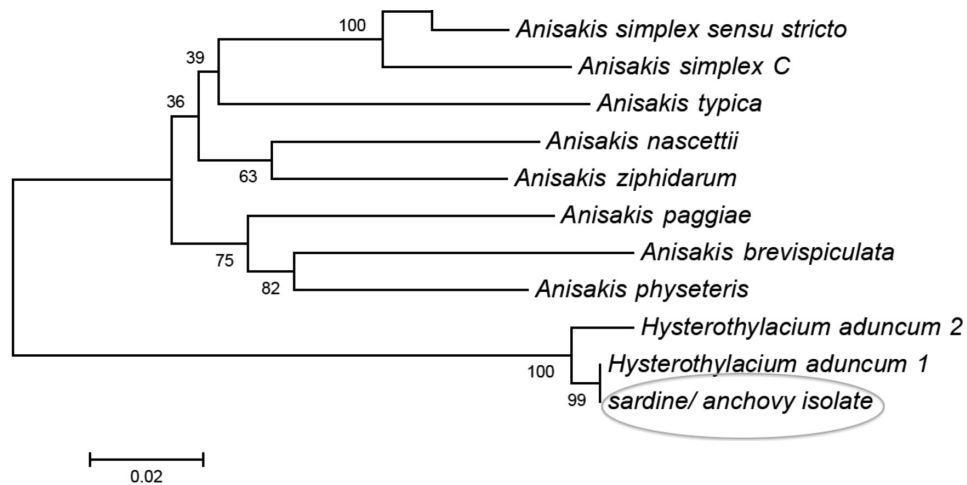 100
Anisakis simplex sensu stricto
Anisakis simplex C
39
Anisakis typica
36
Anisakis nascettii
63
Anisakis ziphidarum
Anisakis paggiae
75
Anisakis brevispiculata
82
Anisakis physeteris
Hysterothylacium aduncum 2
100
Hysterothylacium aduncum 1
99
sardine/ anchovy isolate
0.02